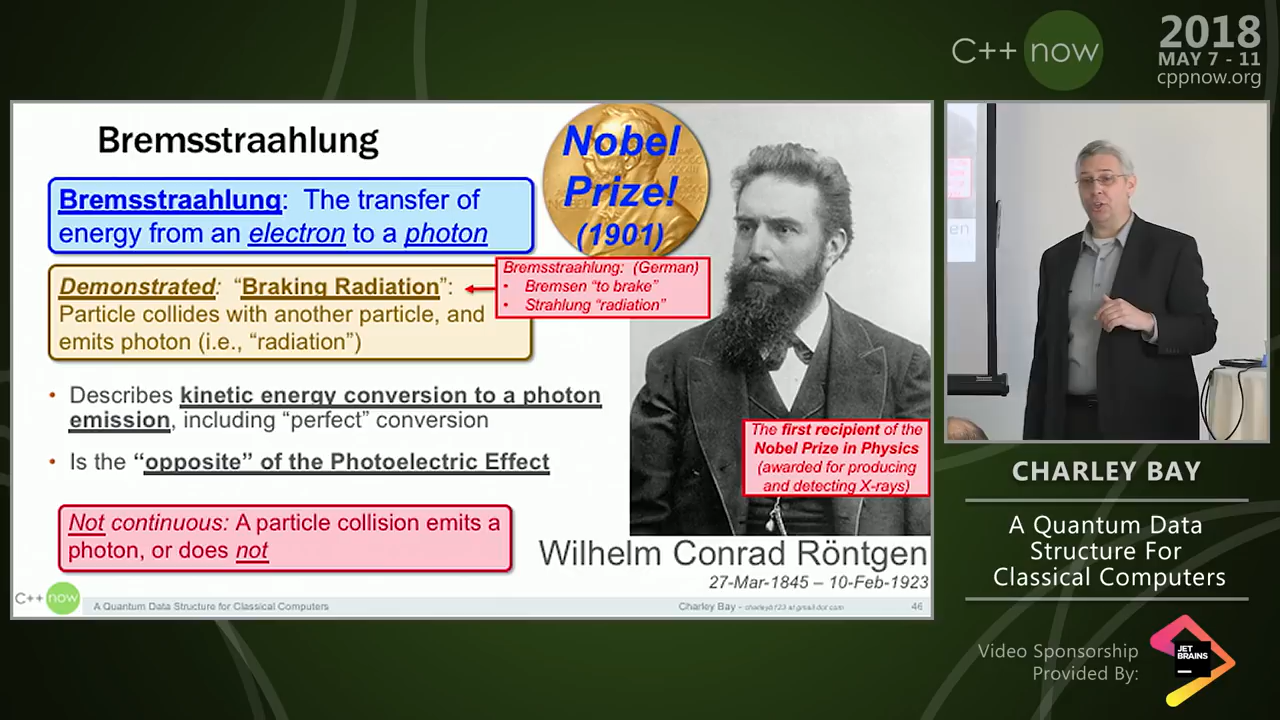 C++ now
2018
MAY 7 - 11
cppnow.org
Bremsstraahlung
Nobel
Prize!
(1901)
Bremsstraahlung: The transfer of
energy from an electron to a photon
Demonstrated: “Braking Radiation”:
Particle collides with another particle, and
emits photon (i.e., “radiation”)
Bremsstraahlung: (German)
• Bremsen “to brake”
• Strahlung “radiation”
• Describes kinetic energy conversion to a photon
emission, including “perfect” conversion
• Is the “opposite” of the Photoelectric Effect
The first recipient of the
Nobel Prize in Physics
(awarded for producing
and detecting X-rays)
Not continuous: A particle collision emits a
photon, or does not
Wilhelm Conrad Röntgen
27-Mar-1845 – 10-Feb-1923
C++ now
A Quantum Data Structure for Classical Computers
Charley Bay - charleyb123 at gmail dot com
46
en
CHARLEY BAY
A Quantum Data
Structure For
Classical Computers
Video Sponsorship
Provided By:
JET
BRAINS